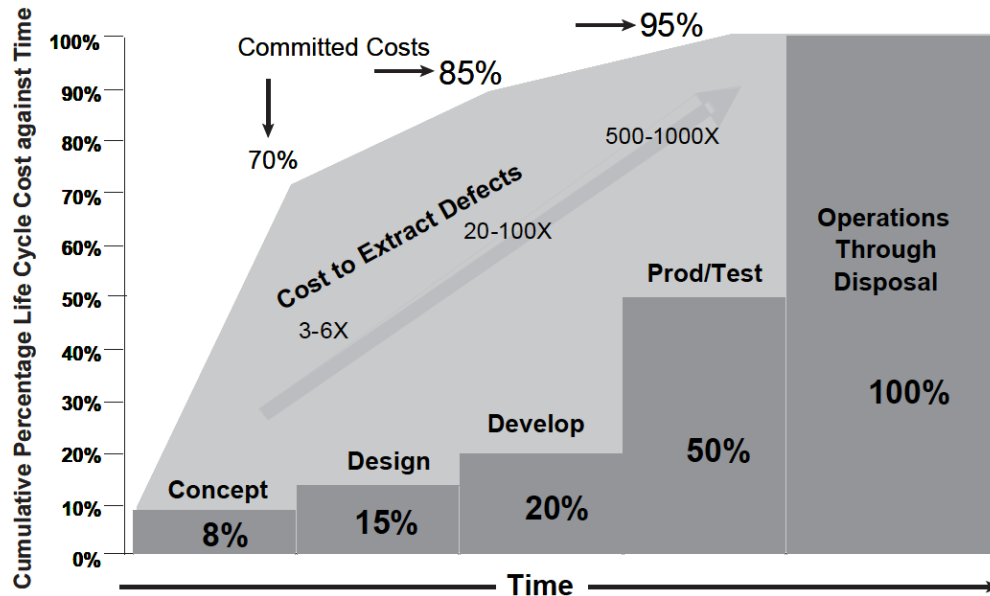 Cumulative Percentage Life Cycle Cost against Time
100%
90%
80%
70%
60%
50%
40%
30%
20%
10%
0%
Committed Costs
70%
85%
95%
Cost to Extract Defects
3-6X
20-100X
500-1000X
Concept
8%
Design
15%
Develop
20%
Prod/Test
50%
Operations
Through
Disposal
100%
Time